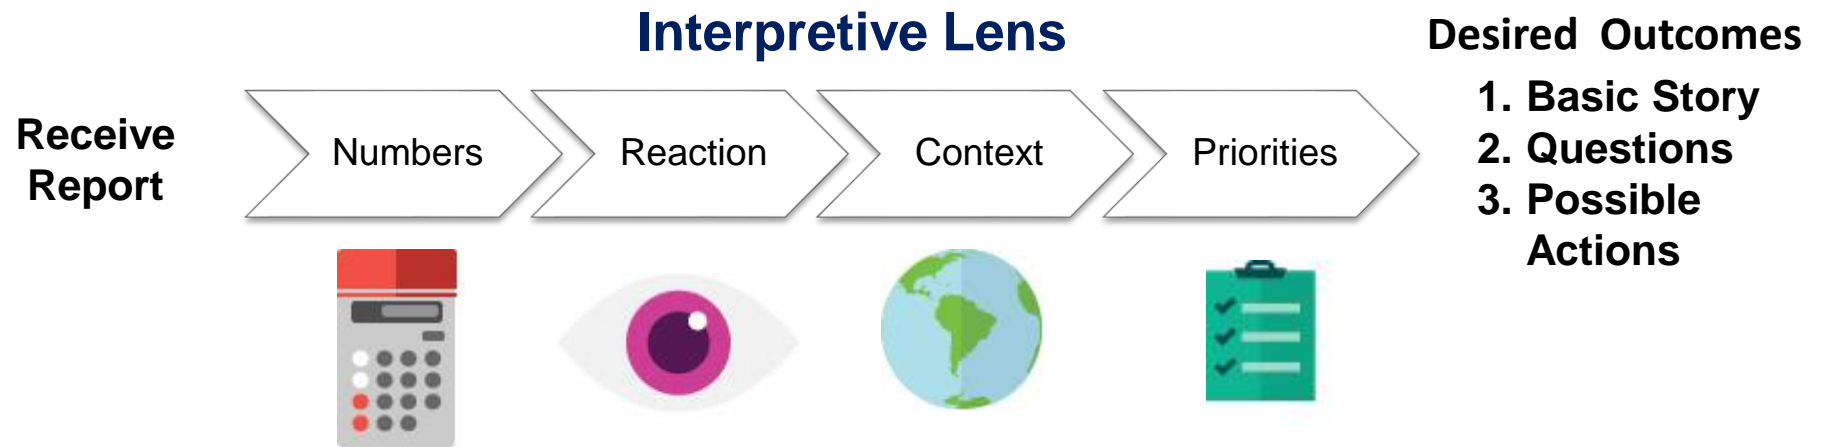 Interpretive Lens
Receive
Report
Numbers
Reaction
Context
Priorities
Desired Outcomes
1. Basic Story
2. Questions
3. Possible
Actions